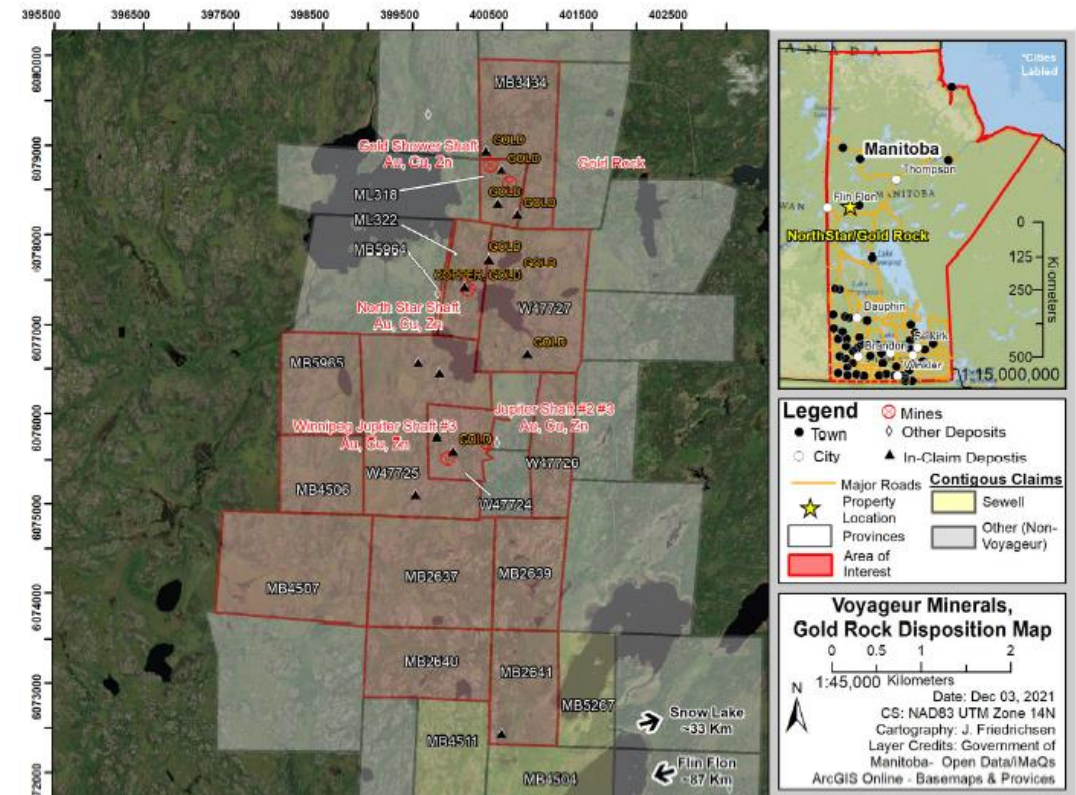 395500 396500 397500 398500 399500 400500 401500 402500
6080000
6079000
6078000
6077000
6076000
6075000
6074000
6073000
MB3434
GOLD
Gold Shower Shaft
Au, Cu, Zn
GOLD
Gold Rock
ML318
GOLD
GOLD
ML322
MB5964
GOLD
GOLD
COPPER, GOLD
North Star Shaft
Au, Cu, Zn
W47727
GOLD
MB5965
Jupiter Shaft #2 #3
Au, Cu, Zn
Winnipeg Jupiter Shaft #3
Au, Cu, Zn
GOLD
W47725
W47726
MB4506
W47724
MB4507
MB2637
MB2639
MB2640
MB2641
MB5267
MB4511
MB4504
Snow Lake
~33 Km
Flin Flon
~87 Km
CANADA
*Cities
Labled
Manitoba
Thompson
Flin Flon
MANITOBA
WAN
NorthStar/Gold Rock
Lake
Lake
Dauphin
Selkirk
Brandon
Winkler
0
125
250
500
Kilometers
1:15,000,000
Legend
Town
City
Mines
Other Deposits
In-Claim Depostis
Major Roads
Property
Location
Provinces
Area of
Interest
Contigous Claims
Sewell
Other (Non-
Voyageur)
Voyageur Minerals,
Gold Rock Disposition Map
0 1 2
N
1:45,000 Kilometers
Date: Dec 03, 2021
CS: NAD83 UTM Zone 14N
Cartography: J. Friedrichsen
Layer Credits: Government of
Manitoba- Open Data/iMaQs
ArcGIS Online - Basemaps & Provices